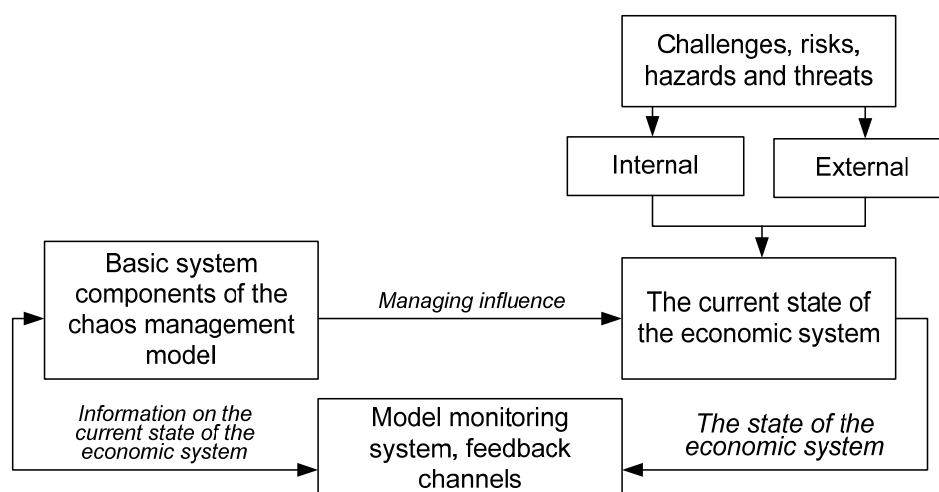 Challenges, risks,
hazards and threats
Internal
External
Basic system
components of the
chaos management
model
Managing influence
The current state of
the economic system
Information on the
current state of the
economic system
Model monitoring
system, feedback
channels
The state of the
economic system